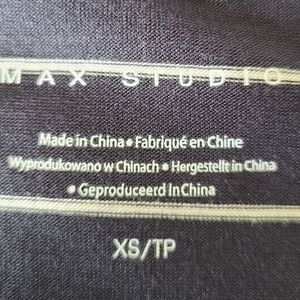 MAX STUDIO
Made in China • Fabriqué en Chine
Wyprodukowano w Chinach • Hergestellt in China
• Geproduceerd In China
XS/TP